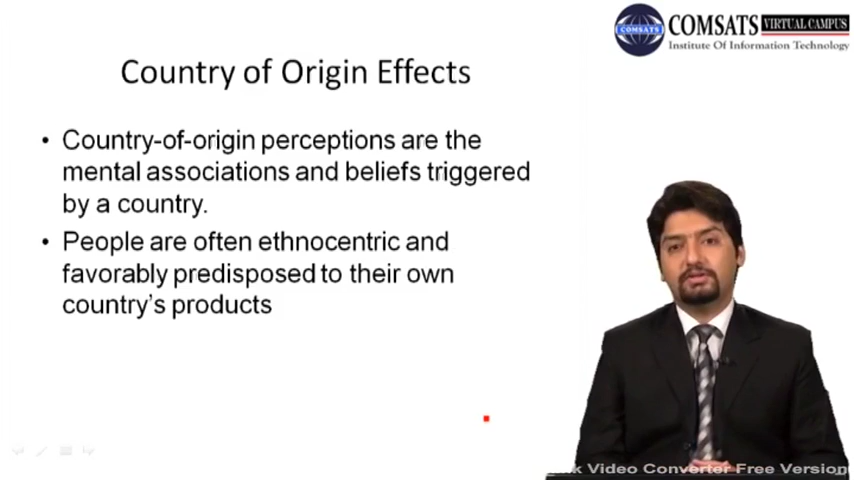 COMSATS VIRTUAL CAMPUS
Institute Of Information Technology
COMSATS
Country of Origin Effects
• Country-of-origin perceptions are the
mental associations and beliefs triggered
by a country.
• People are often ethnocentric and
favorably predisposed to their own
country's products
Video Converter Free Version